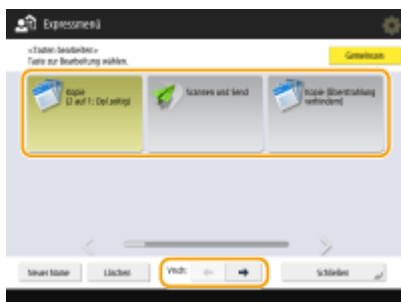 Expressmenü
<Tasten bearbeiten>
Taste zur Bearbeitung wählen.
Gemeinsam
Kopie
(2 auf 1: Dpl.seitig)
Scannen und Send
Kopie (Überstrahlung
verhindern)
Neuer Name
Löschen
Vrsch:
Schließen